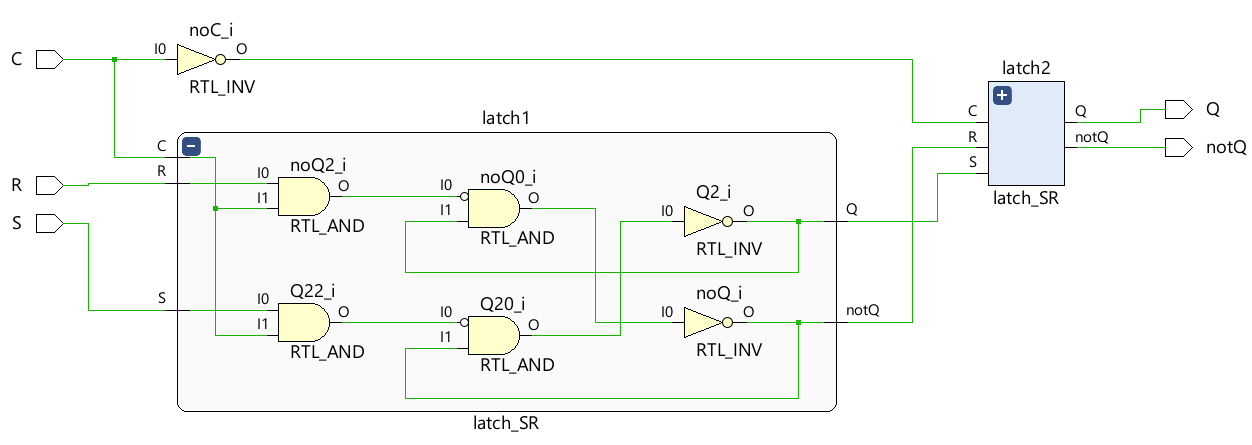 noC_i
C
I0
O
RTL_INV
latch2
latch1
C
Q
Q
R
notQ
notQ
S
latch_SR
C
R
R
S
I0
I1
noQ2_i
O
RTL_AND
I0
I1
noQ0_i
O
RTL_AND
Q2_i
I0
O
RTL_INV
Q
S
I0
I1
Q22_i
O
RTL_AND
I0
I1
Q20_i
O
RTL_AND
noQ_i
I0
O
RTL_INV
notQ
latch_SR